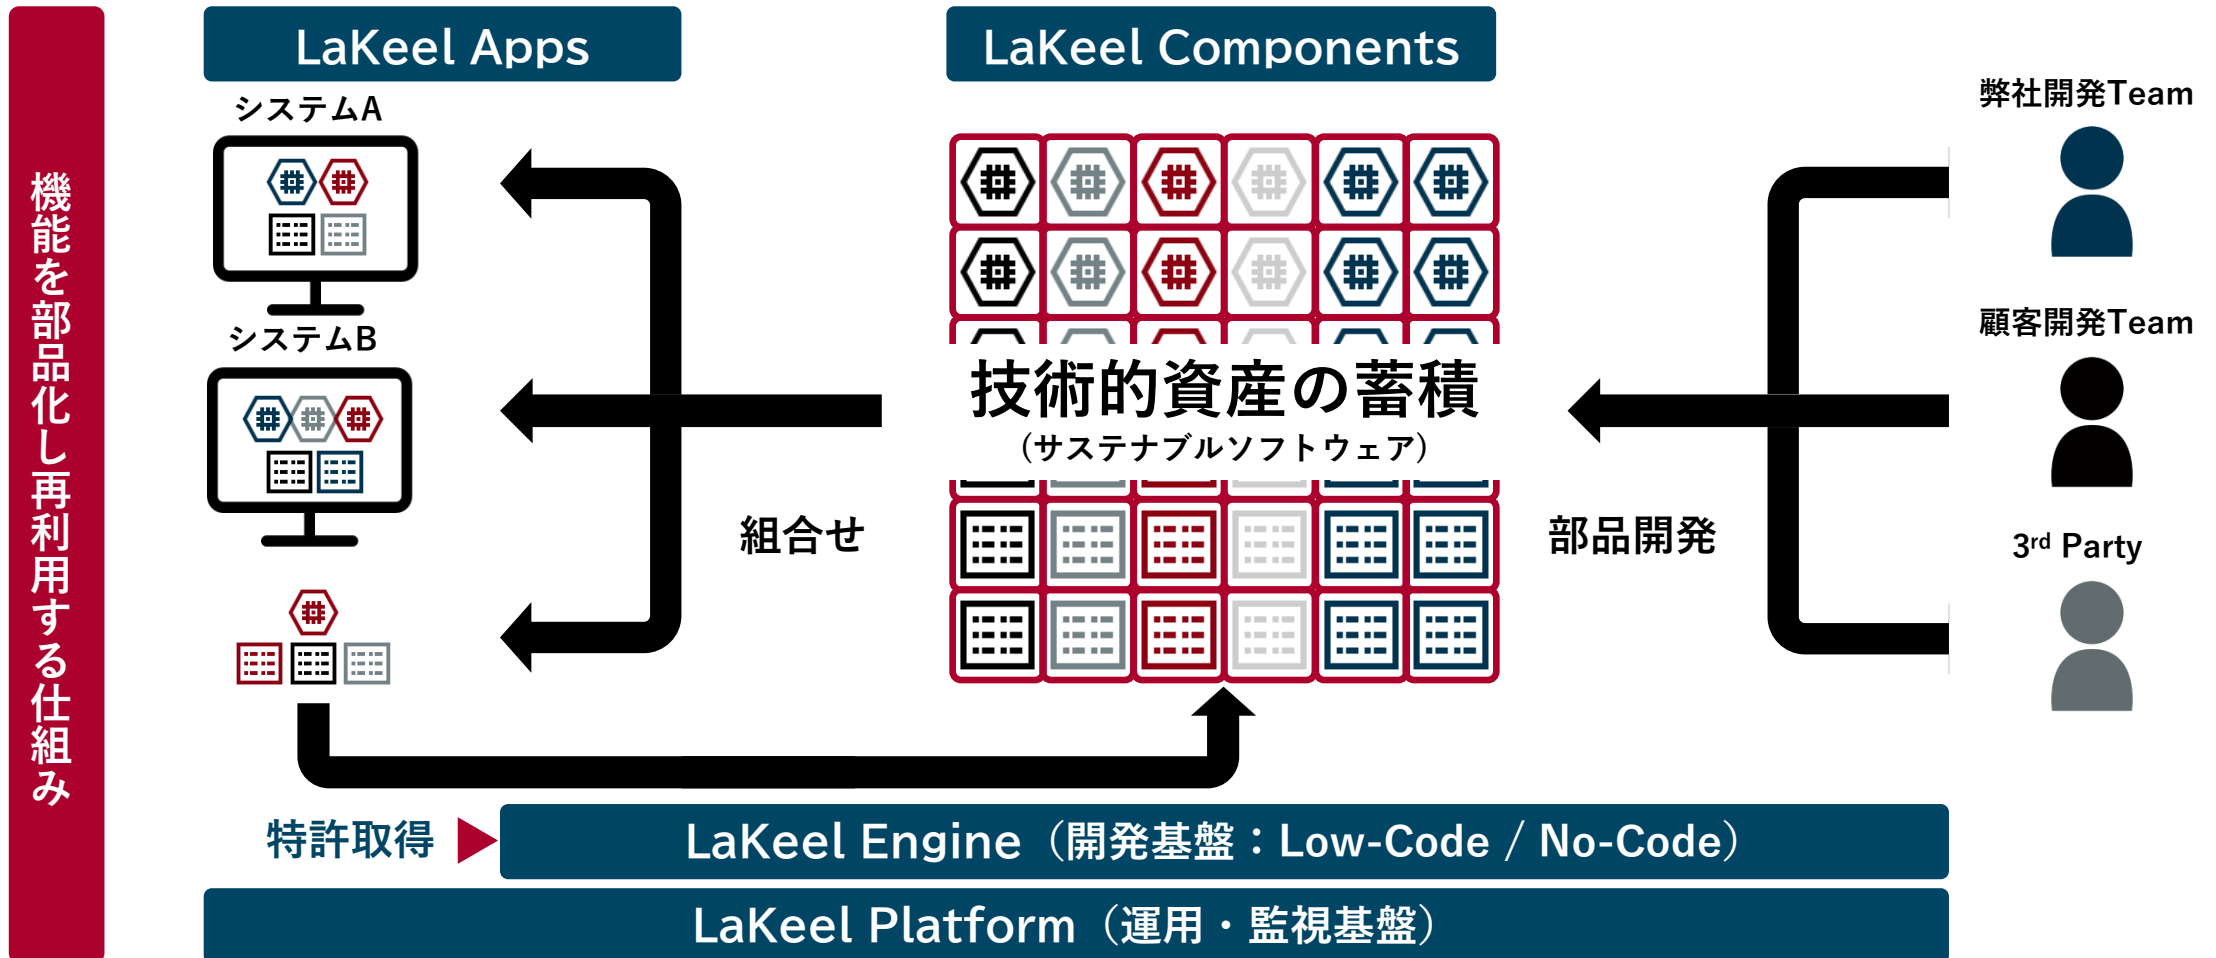 機能を部品化し再利用する仕組み
LaKeel Apps
システムA
システムB
LaKeel Components
技術的資産の蓄積
（サステナブルソフトウェア）
組合せ
部品開発
弊社開発Team
顧客開発Team
3rd Party
特許取得
LaKeel Engine（開発基盤：Low-Code / No-Code）
LaKeel Platform（運用・監視基盤）